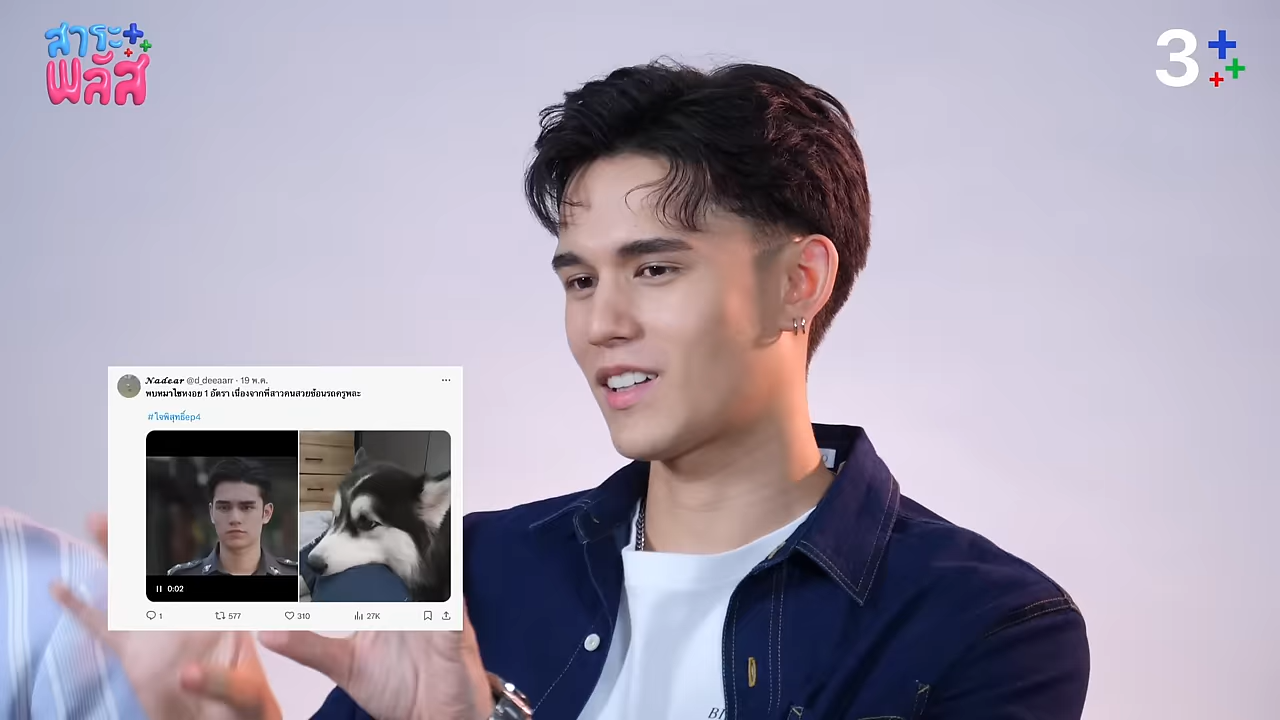 สาระ
พลัส
3
Nadear @d_deeaarr · 19 พ.ค.
พบหมาไซหงอย 1 อัตรา เนื่องจากพี่สาวคนสวยซ้อนรถครูพละ
#ใจพิสุทธิ์ep4
0:02
1
577
310
27K